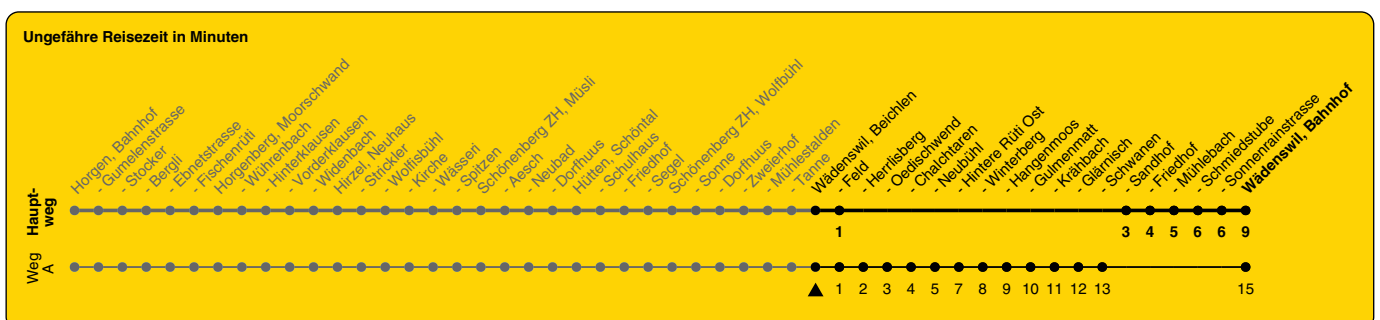 Ungefähre Reisezeit in Minuten
Horgen, Bahnhof
- Gumelenstrasse
- Stocker
- Bergli
- Ebnetstrasse
- Fischenrüti
Horgenberg, Moorschwand
- Wührenbach
- Hinterklausen
- Vorderklausen
- Widenbach
Hirzel, Neuhaus
- Strickler
- Wolfisbühl
- Kirche
- Wässeri
- Spitzen
Schönenberg ZH, Müsli
- Aesch
- Neubad
- Dorfhuus
Hütten, Schöntal
- Schulhaus
- Friedhof
- Segel
Schönenberg ZH, Wolfbühl
- Sonne
- Dorfhuus
- Zweierhof
- Mühlestalden
- Tanne
Wädenswil, Beichlen
- Feld
- Herrlisberg
- Oedischwend
- Chalchtaren
- Neubühl
- Hintere Rüti Ost
- Winterberg
- Hangenmoos
- Gulmenmatt
- Krähbach
- Glärnisch
- Schwanen
- Sandhof
- Friedhof
- Mühlebach
- Schmiedstube
- Sonnenrainstrasse
Wädenswil, Bahnhof
Haupt-
weg
1 3 4 5 6 6 9
Weg
A
1 2 3 4 5 7 8 9 10 11 12 13 15